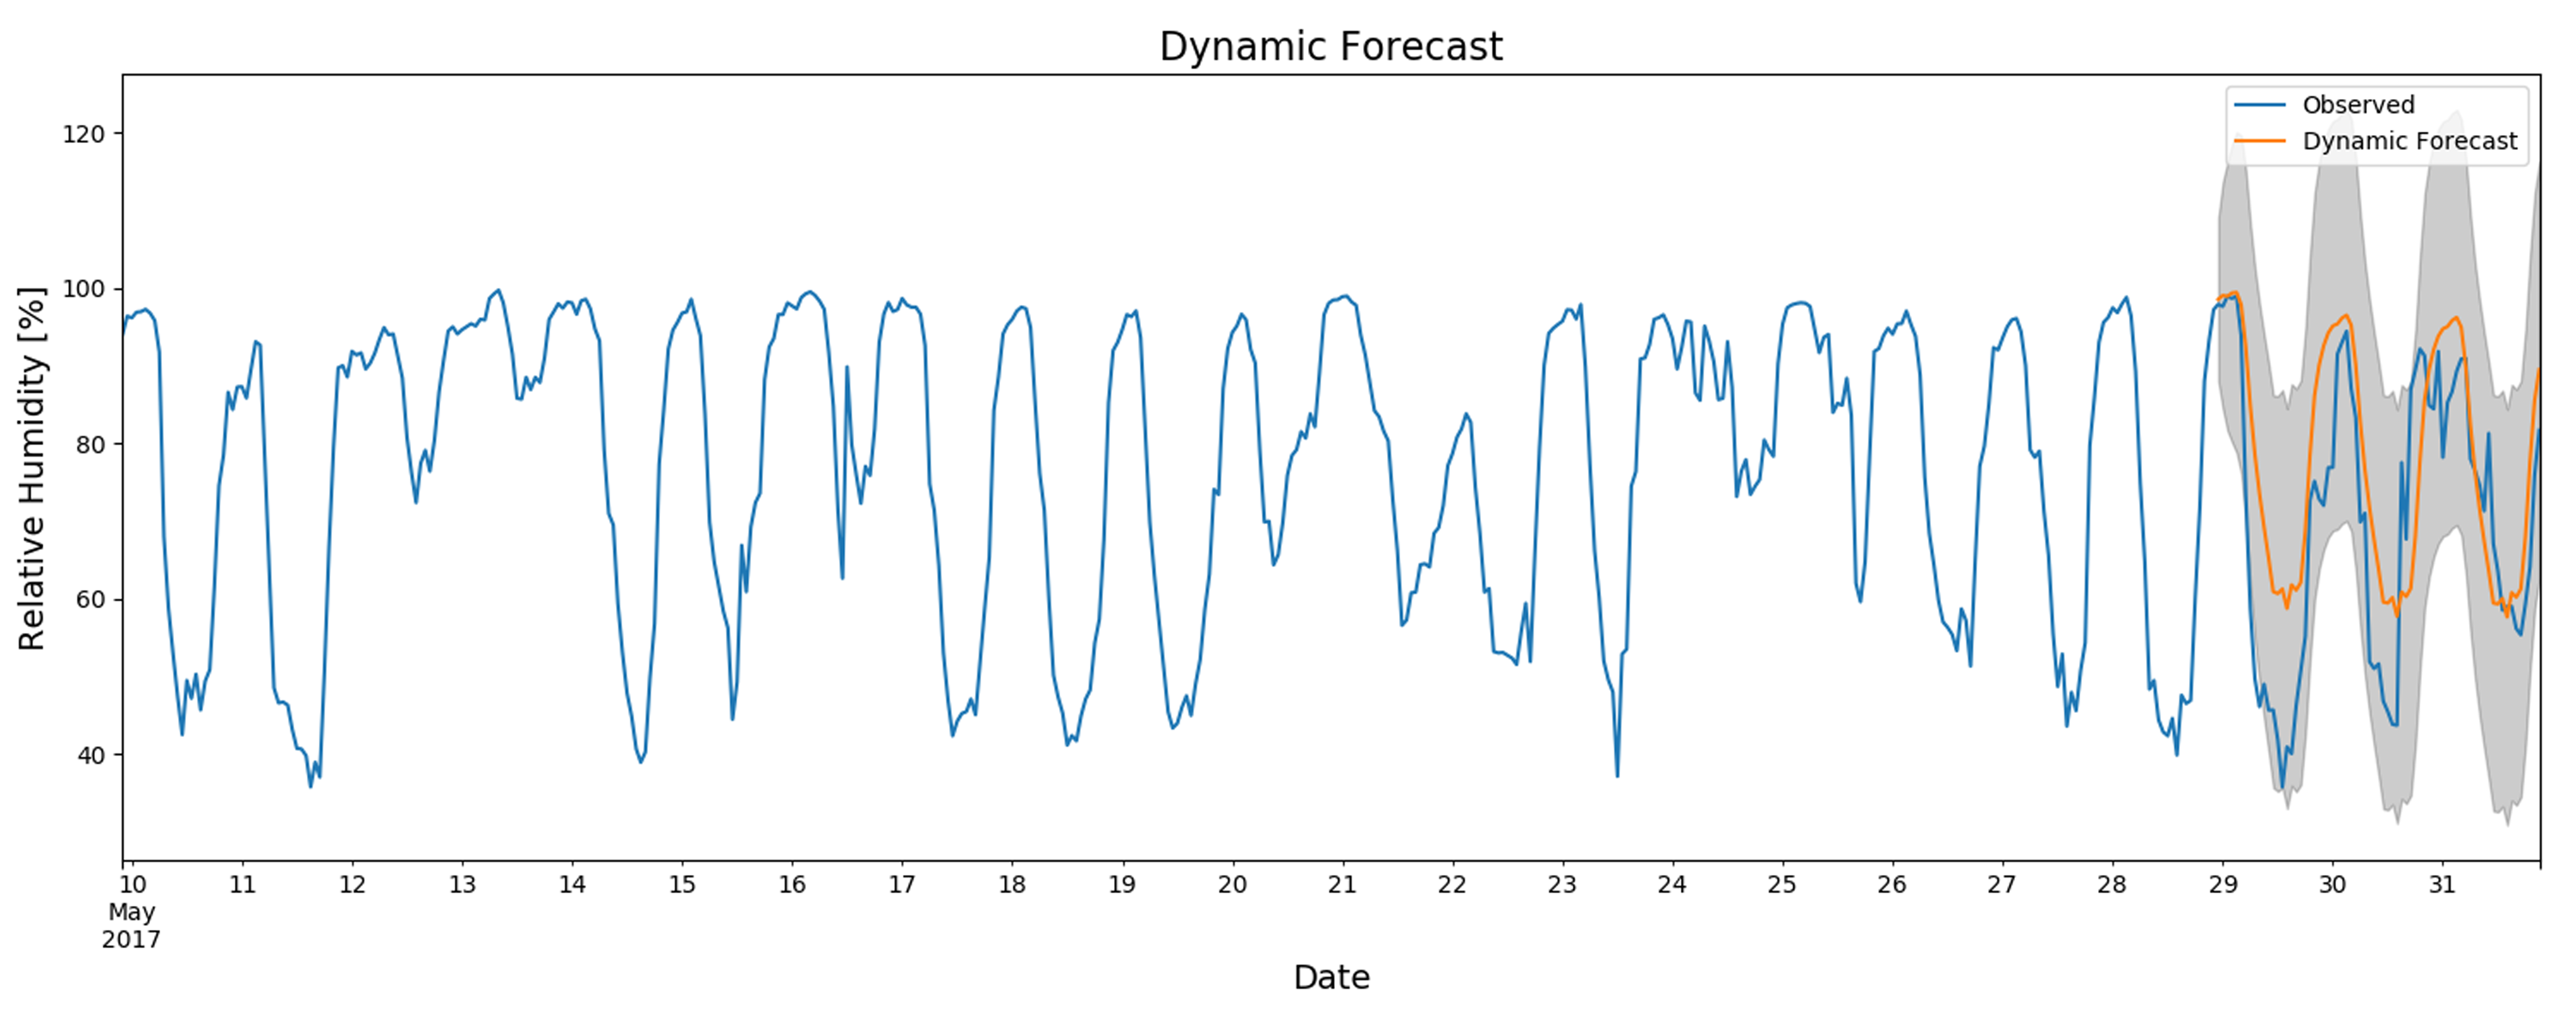 Dynamic Forecast
Observed
Dynamic Forecast
Relative Humidity [%]
120
100
80
60
40
10 11 12 13 14 15 16 17 18 19 20 21 22 23 24 25 26 27 28 29 30 31
May
2017
Date